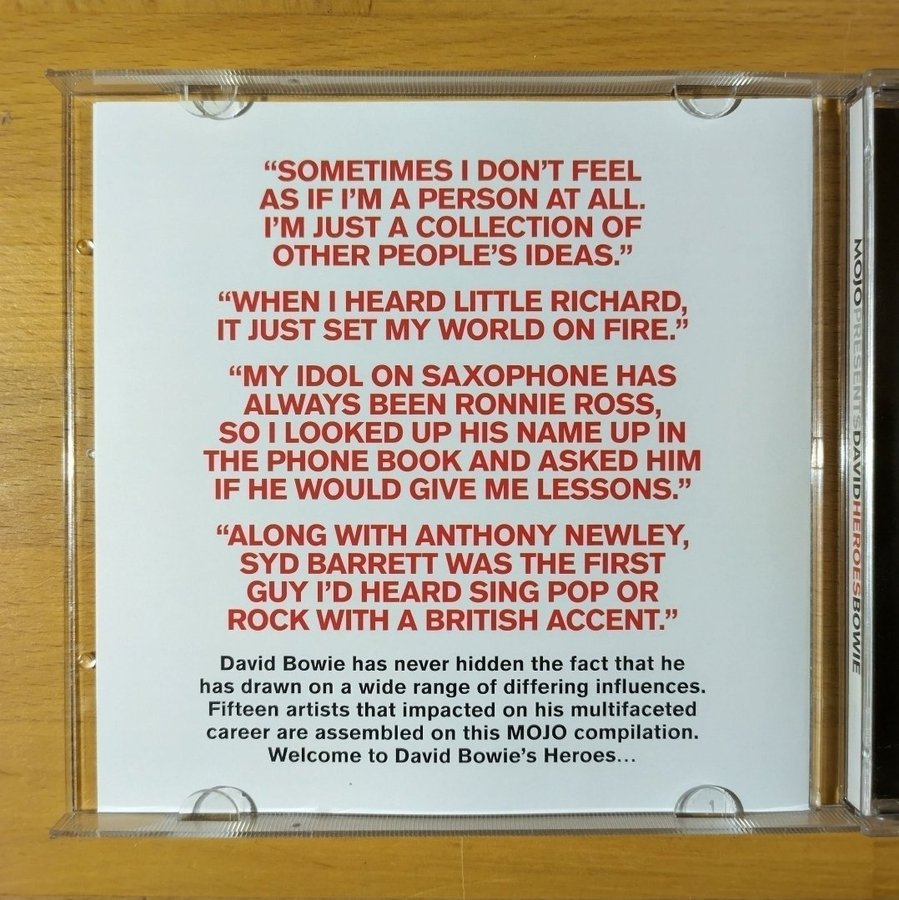 “SOMETIMES I DON’T FEEL
AS IF I’M A PERSON AT ALL.
I’M JUST A COLLECTION OF
OTHER PEOPLE’S IDEAS.”
“WHEN I HEARD LITTLE RICHARD,
IT JUST SET MY WORLD ON FIRE.”
“MY IDOL ON SAXOPHONE HAS
ALWAYS BEEN RONNIE ROSS,
SO I LOOKED UP HIS NAME UP IN
THE PHONE BOOK AND ASKED HIM
IF HE WOULD GIVE ME LESSONS.”
“ALONG WITH ANTHONY NEWLEY,
SYD BARRETT WAS THE FIRST
GUY I’D HEARD SING POP OR
ROCK WITH A BRITISH ACCENT.”
David Bowie has never hidden the fact that he
has drawn on a wide range of differing influences.
Fifteen artists that impacted on his multifaceted
career are assembled on this MOJO compilation.
Welcome to David Bowie’s Heroes…
MOJOPRESENTSDAVIDHEROESBOWIE
1